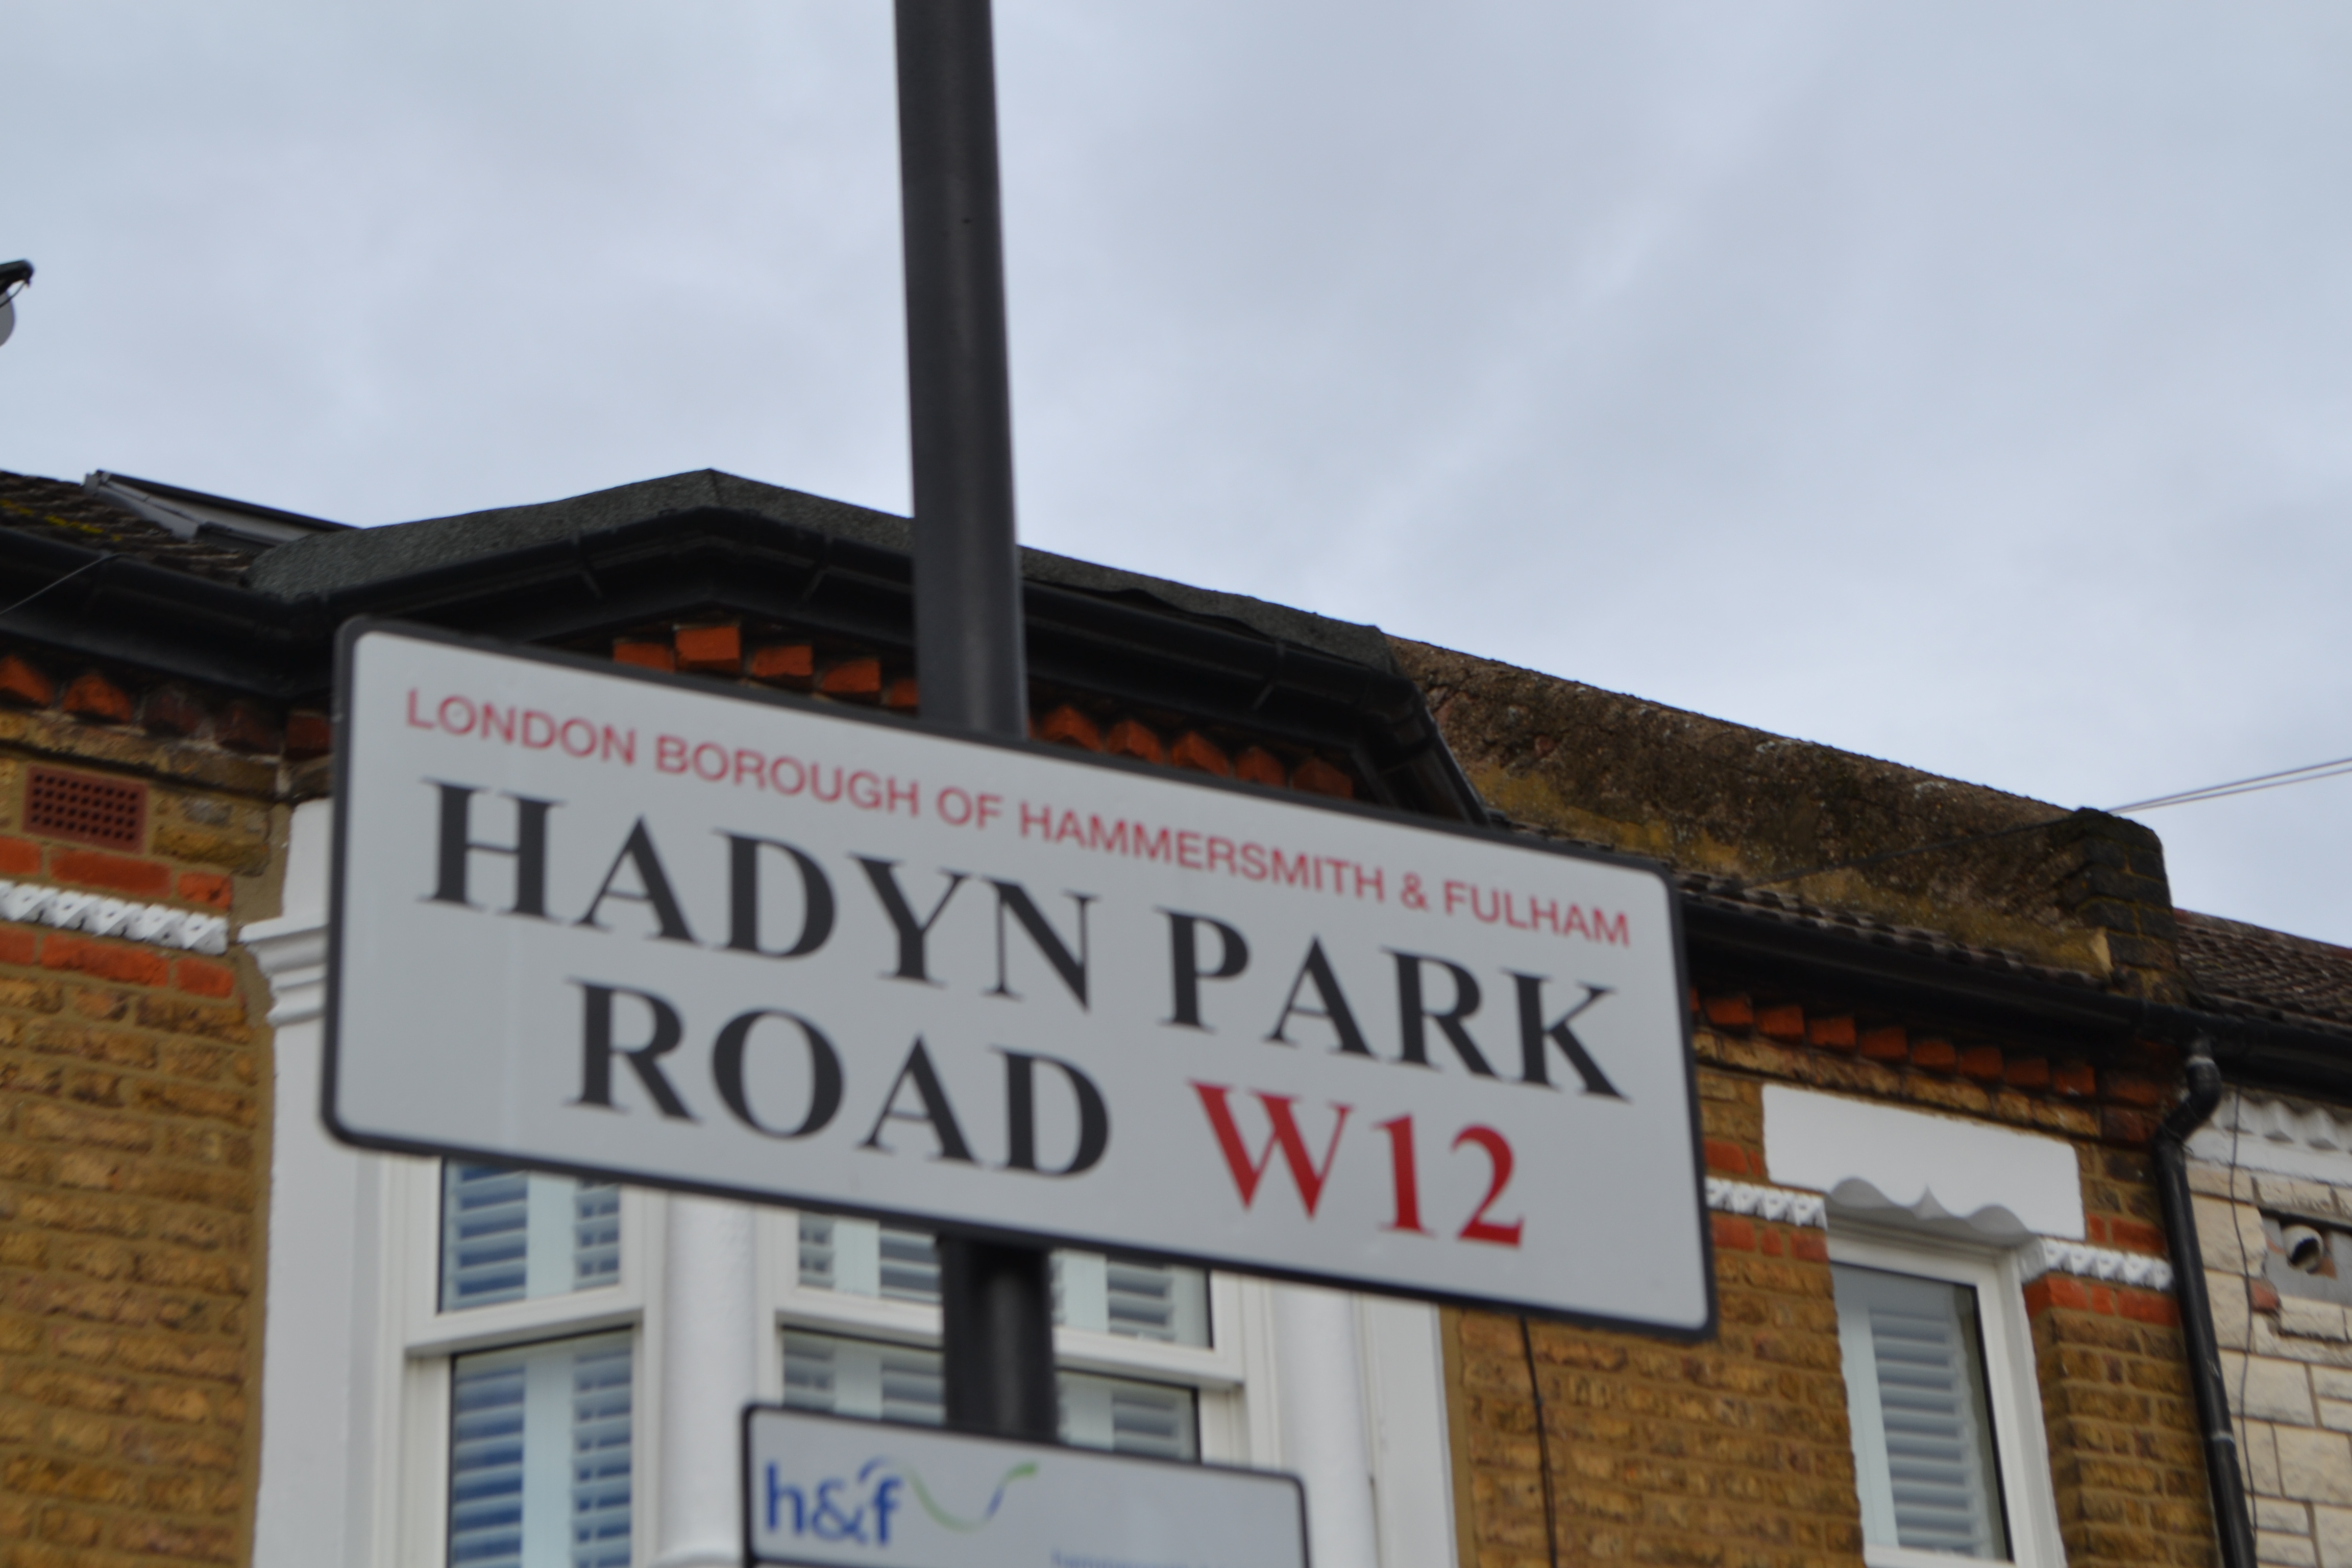 LONDON BOROUGH OF HAMMERSMITH & FULHAM
HADYN PARK
ROAD W12
h&f